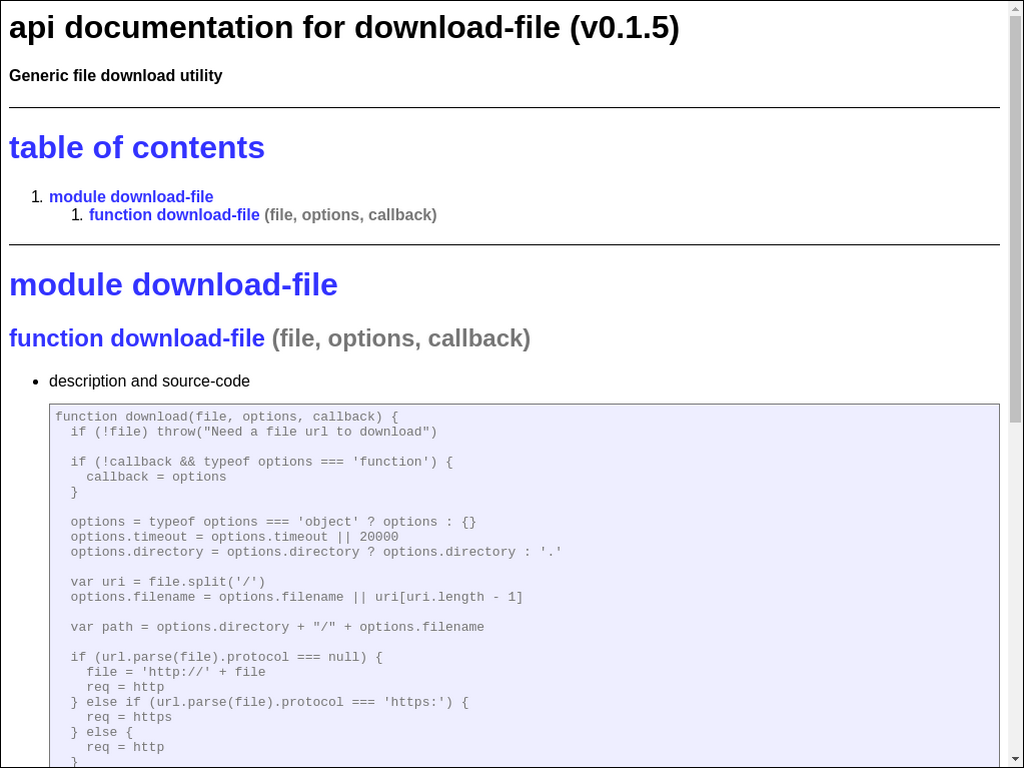 api documentation for download-file (v0.1.5)
Generic file download utility
table of contents
1. module download-file
1. function download-file (file, options, callback)
module download-file
function download-file (file, options, callback)
• description and source-code
function download(file, options, callback) {
  if (!file) throw("Need a file url to download")

  if (!callback && typeof options === 'function') {
    callback = options
  }

  options = typeof options === 'object' ? options : {}
  options.timeout = options.timeout || 20000
  options.directory = options.directory ? options.directory : '.'

  var uri = file.split('/')
  options.filename = options.filename || uri[uri.length - 1]

  var path = options.directory + "/" + options.filename

  if (url.parse(file).protocol === null) {
    file = 'http://' + file
    req = http
  } else if (url.parse(file).protocol === 'https:') {
    req = https
  } else {
    req = http
  }